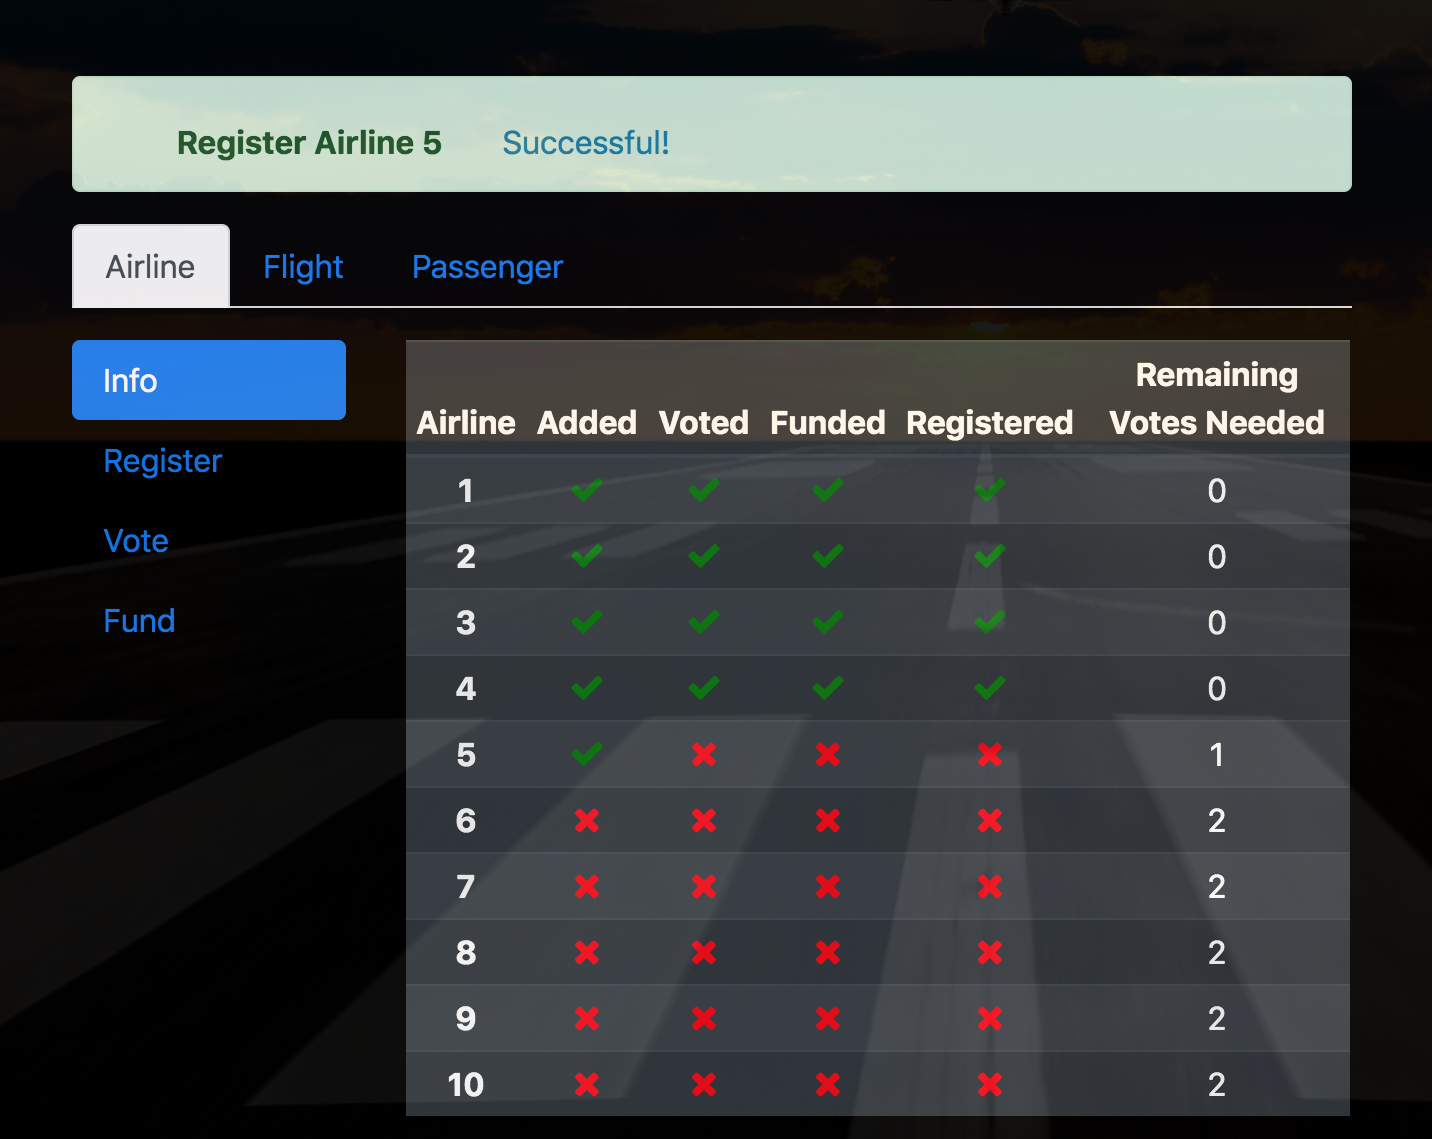 Register Airline 5 Successful!
Airline Flight Passenger
Info
Register
Vote
Fund
Remaining
Airline Added Voted Funded Registered Votes Needed
1 0
2 0
3 0
4 0
5 1
6 2
7 2
8 2
9 2
10 2